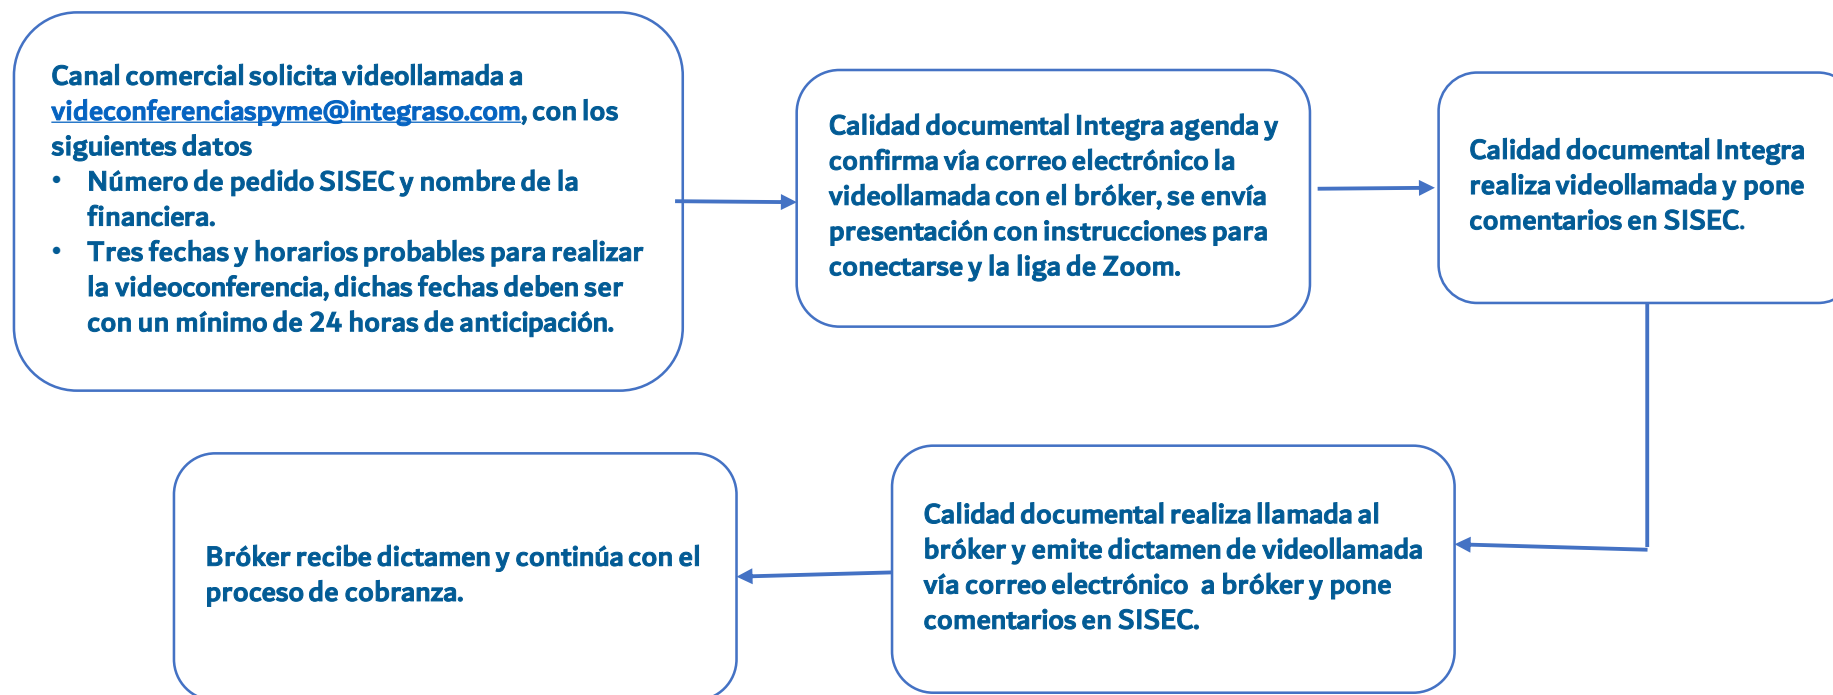 Canal comercial solicita videollamada a
videconferenciaspyme@integraso.com, con los
siguientes datos
• Número de pedido SISEC y nombre de la
financiera.
• Tres fechas y horarios probables para realizar
la videoconferencia, dichas fechas deben ser
con un mínimo de 24 horas de anticipación.
Calidad documental Integra agenda y
confirma vía correo electrónico la
videollamada con el bróker, se envía
presentación con instrucciones para
conectarse y la liga de Zoom.
Calidad documental Integra
realiza videollamada y pone
comentarios en SISEC.
Calidad documental realiza llamada al
bróker y emite dictamen de videollamada
vía correo electrónico a bróker y pone
comentarios en SISEC.
Bróker recibe dictamen y continúa con el
proceso de cobranza.